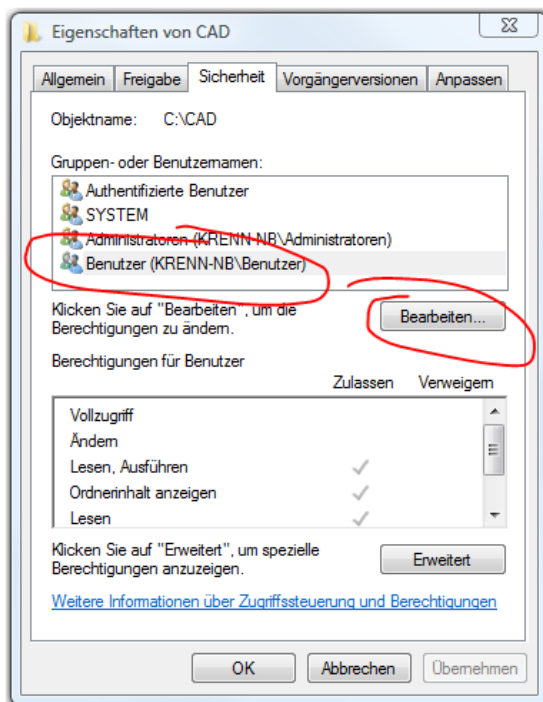 Eigenschaften von CAD
Allgemein Freigabe Sicherheit Vorgängerversionen Anpassen
Objektname: C:\CAD
Gruppen- oder Benutzernamen:
Authentifizierte Benutzer
SYSTEM
Administratoren (KRENN-NB\Administratoren)
Benutzer (KRENN-NB\Benutzer)
Klicken Sie auf "Bearbeiten", um die
Berechtigungen zu ändern.
Bearbeiten...
Berechtigungen für Benutzer
Zulassen Verweigern
Vollzugriff
Ändern
Lesen, Ausführen
Ordnerinhalt anzeigen
Lesen
Klicken Sie auf "Erweitert", um spezielle
Berechtigungen anzuzeigen.
Erweitert
Weitere Informationen über Zugriffssteuerung und Berechtigungen
OK Abbrechen Übernehmen